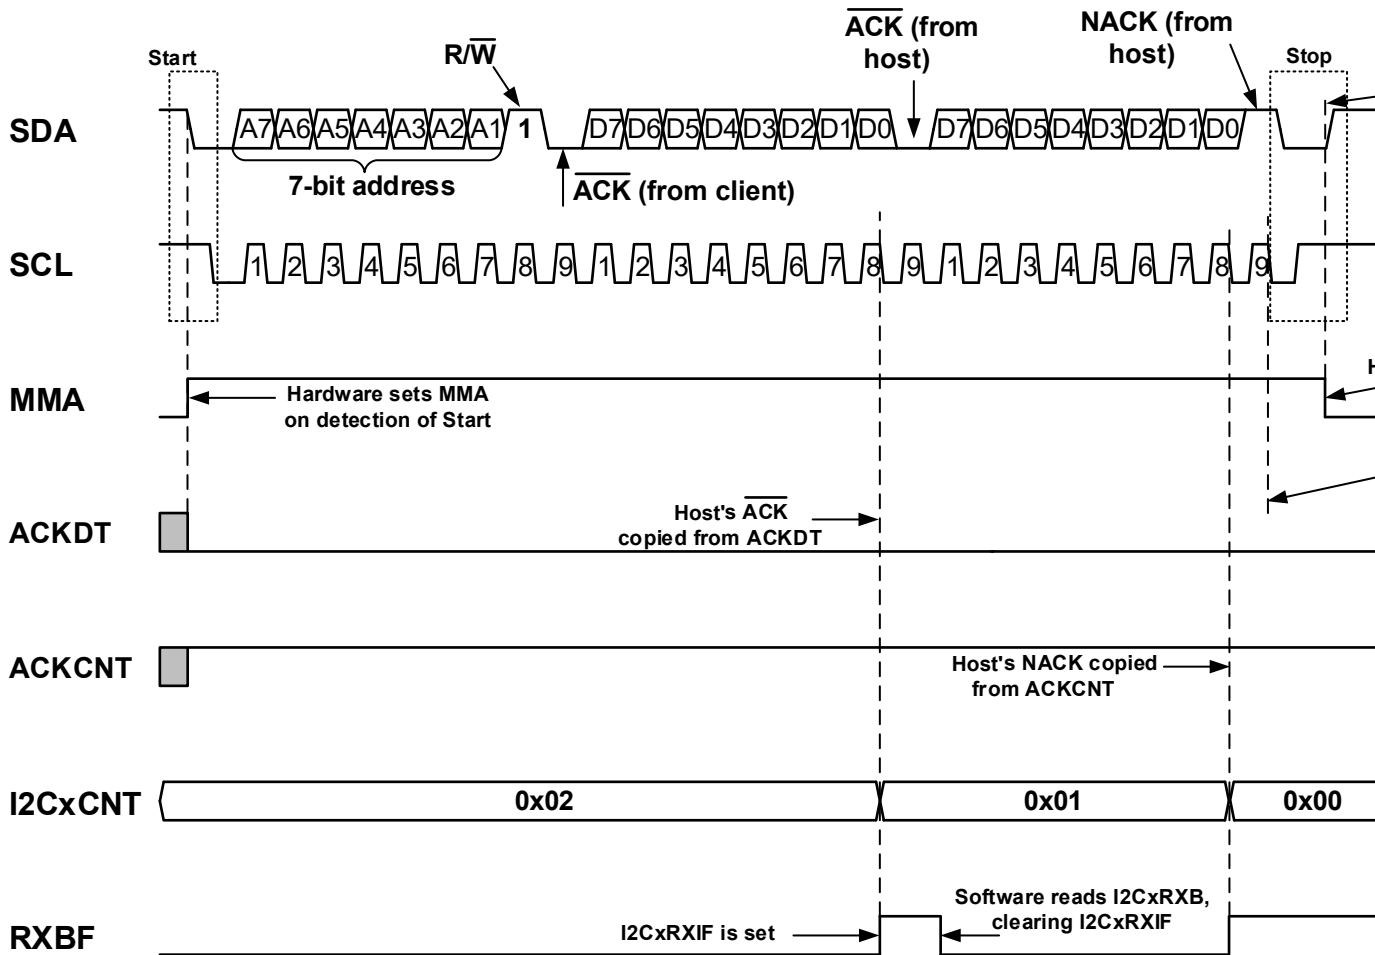 Start
R/W̅
A̅C̅K̅ (from
host)
NACK (from
host)
Stop
SDA
A7 A6 A5 A4 A3 A2 A1 1 D7 D6 D5 D4 D3 D2 D1 D0 D7 D6 D5 D4 D3 D2 D1 D0
7-bit address
A̅C̅K̅ (from client)
SCL
1 2 3 4 5 6 7 8 9 1 2 3 4 5 6 7 8 9 1 2 3 4 5 6 7 8 9
H
MMA
Hardware sets MMA
on detection of Start
ACKDT
Host's A̅C̅K̅
copied from ACKDT
ACKCNT
Host's NACK copied
from ACKCNT
I2CxCNT
0x02 0x01 0x00
RXBF
I2CxRXIF is set
Software reads I2CxRXB,
clearing I2CxRXIF